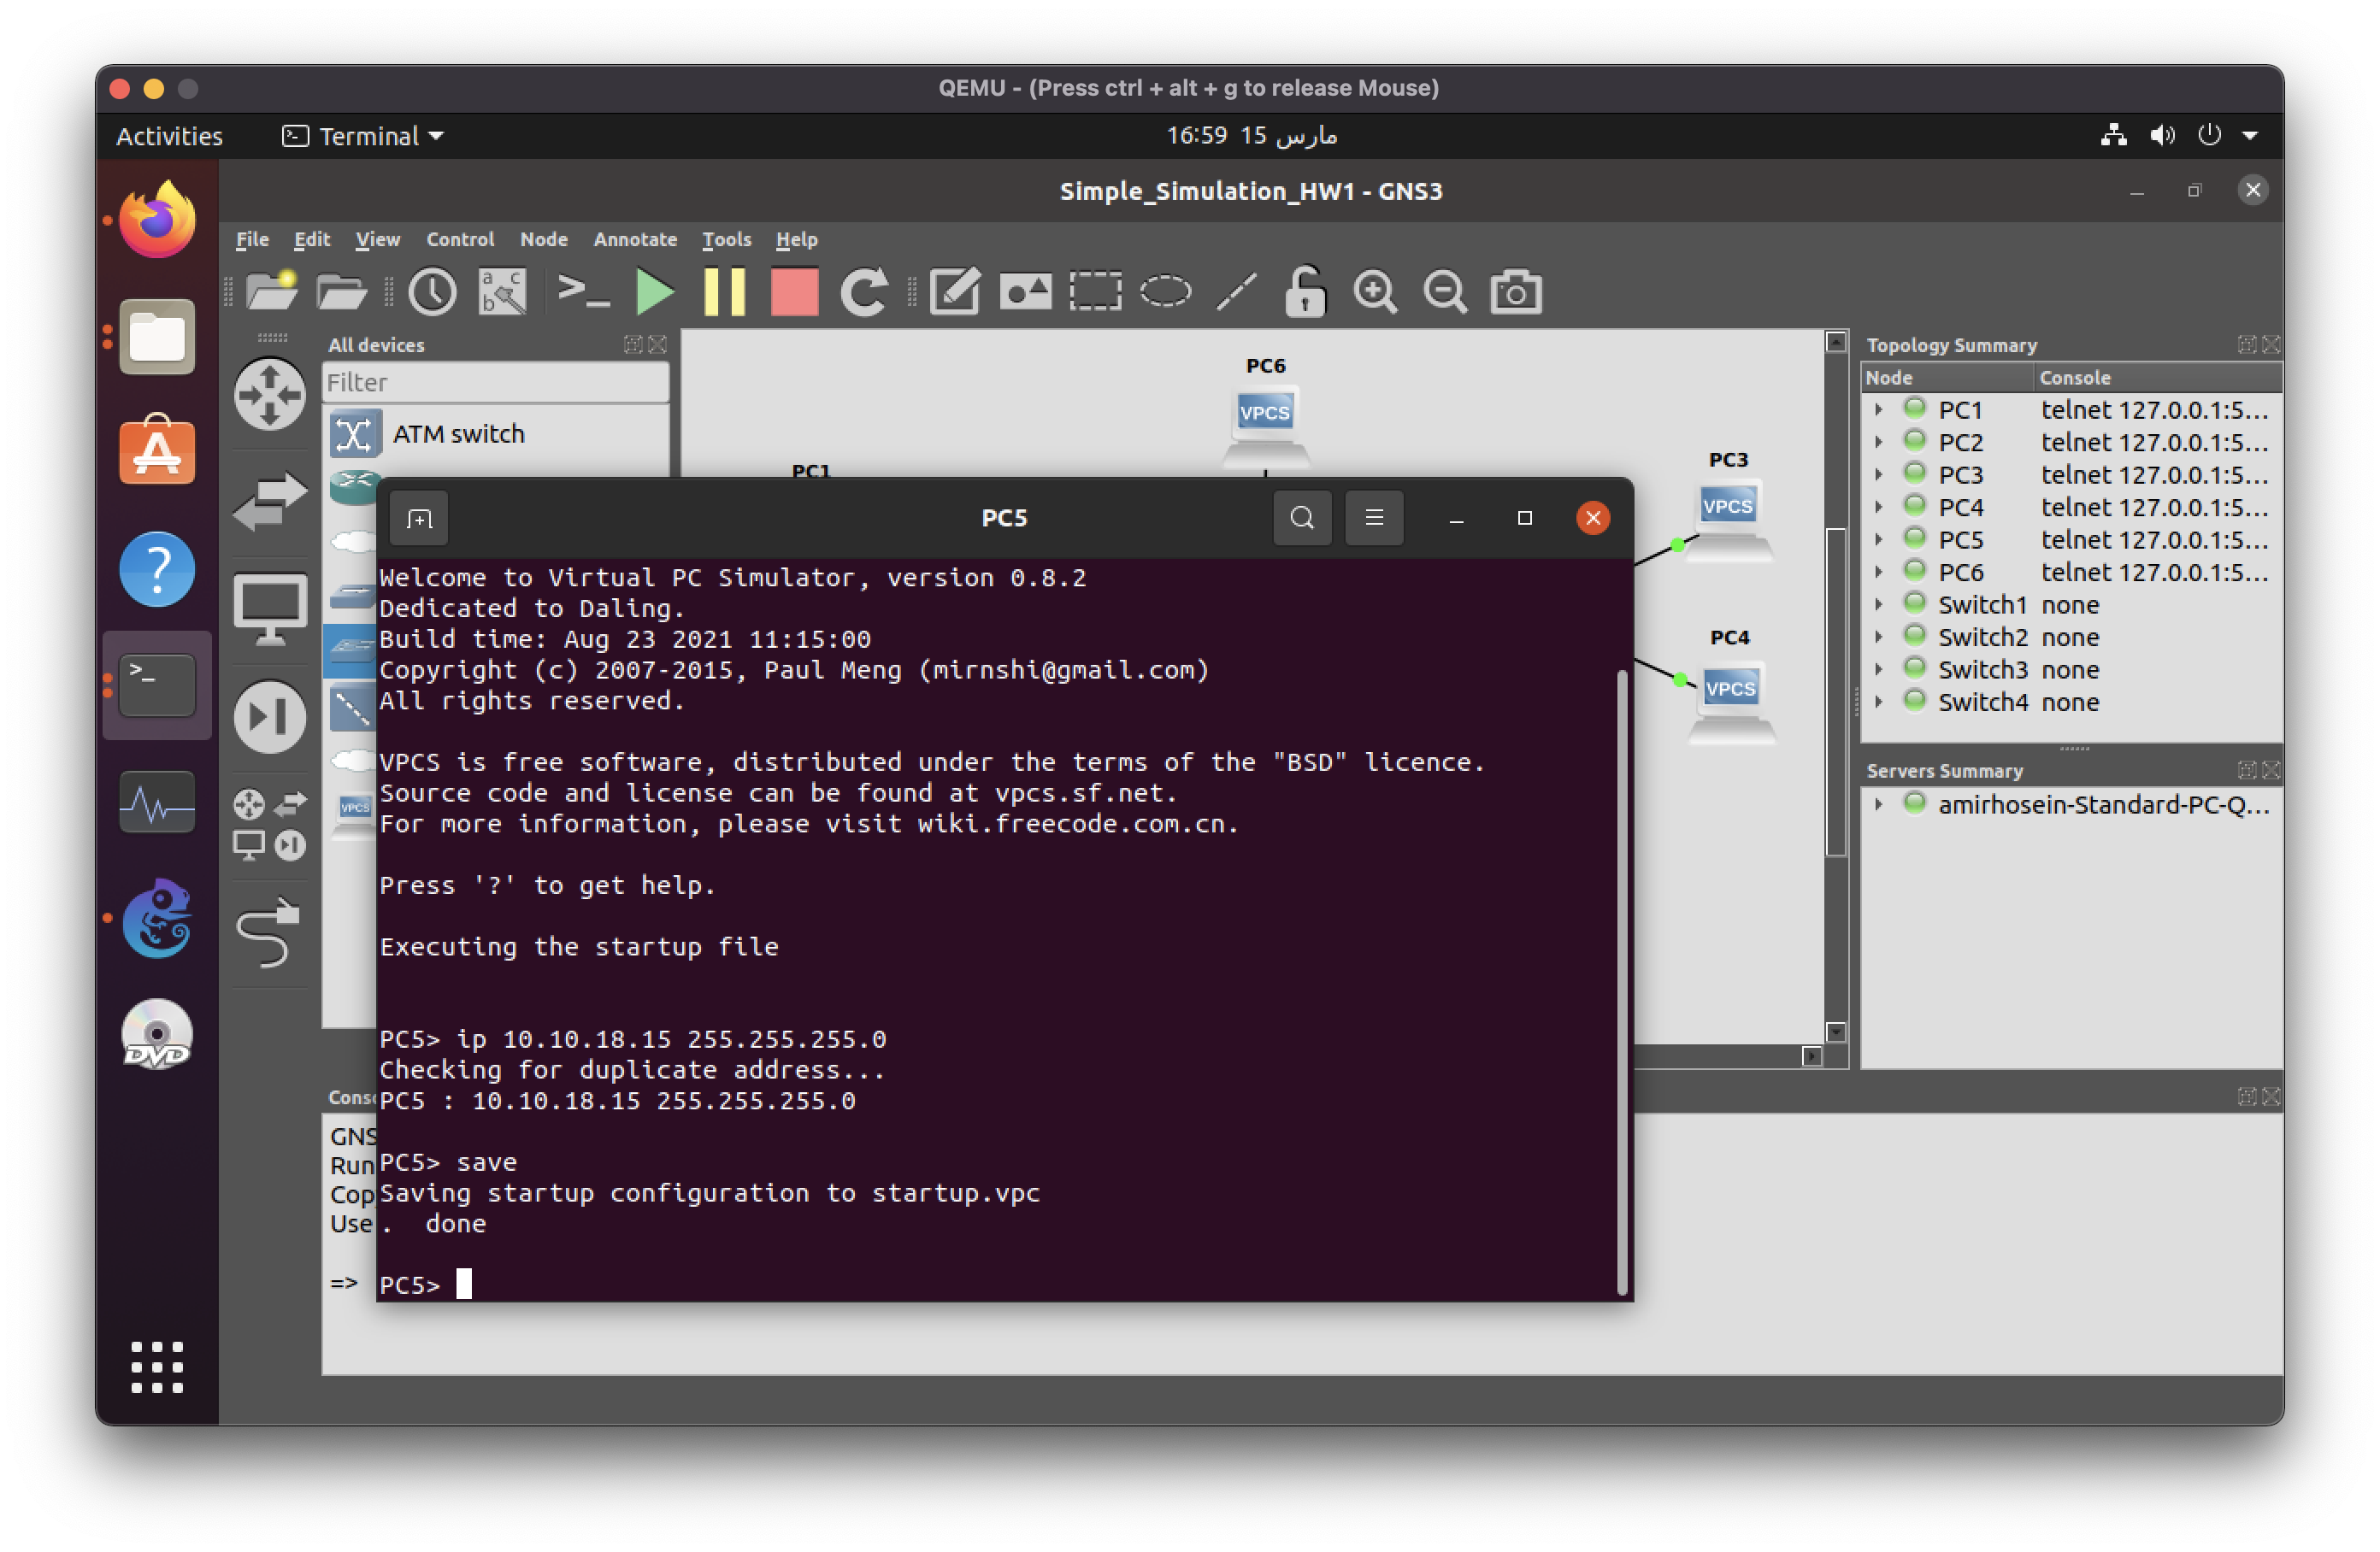 QEMU - (Press ctrl + alt + g to release Mouse)
Activities
Terminal
16:59 15 مارس
Simple_Simulation_HW1 - GNS3
File Edit View Control Node Annotate Tools Help
a c
b
All devices
Filter
ATM switch
PC6
VPCS
PC1
PC3
VPCS
PC4
VPCS
VPCS
DVD
Topology Summary
Node Console
PC1 telnet 127.0.0.1:5...
PC2 telnet 127.0.0.1:5...
PC3 telnet 127.0.0.1:5...
PC4 telnet 127.0.0.1:5...
PC5 telnet 127.0.0.1:5...
PC6 telnet 127.0.0.1:5...
Switch1 none
Switch2 none
Switch3 none
Switch4 none
Servers Summary
amirhosein-Standard-PC-Q...
PC5
Welcome to Virtual PC Simulator, version 0.8.2
Dedicated to Daling.
Build time: Aug 23 2021 11:15:00
Copyright (c) 2007-2015, Paul Meng (mirnshi@gmail.com)
All rights reserved.
VPCS is free software, distributed under the terms of the "BSD" licence.
Source code and license can be found at vpcs.sf.net.
For more information, please visit wiki.freecode.com.cn.
Press '?' to get help.
Executing the startup file
PC5> ip 10.10.18.15 255.255.255.0
Checking for duplicate address...
PC5 : 10.10.18.15 255.255.255.0
PC5> save
Saving startup configuration to startup.vpc
. done
PC5>
Cons
GNS
Run
Cop
Use
=>